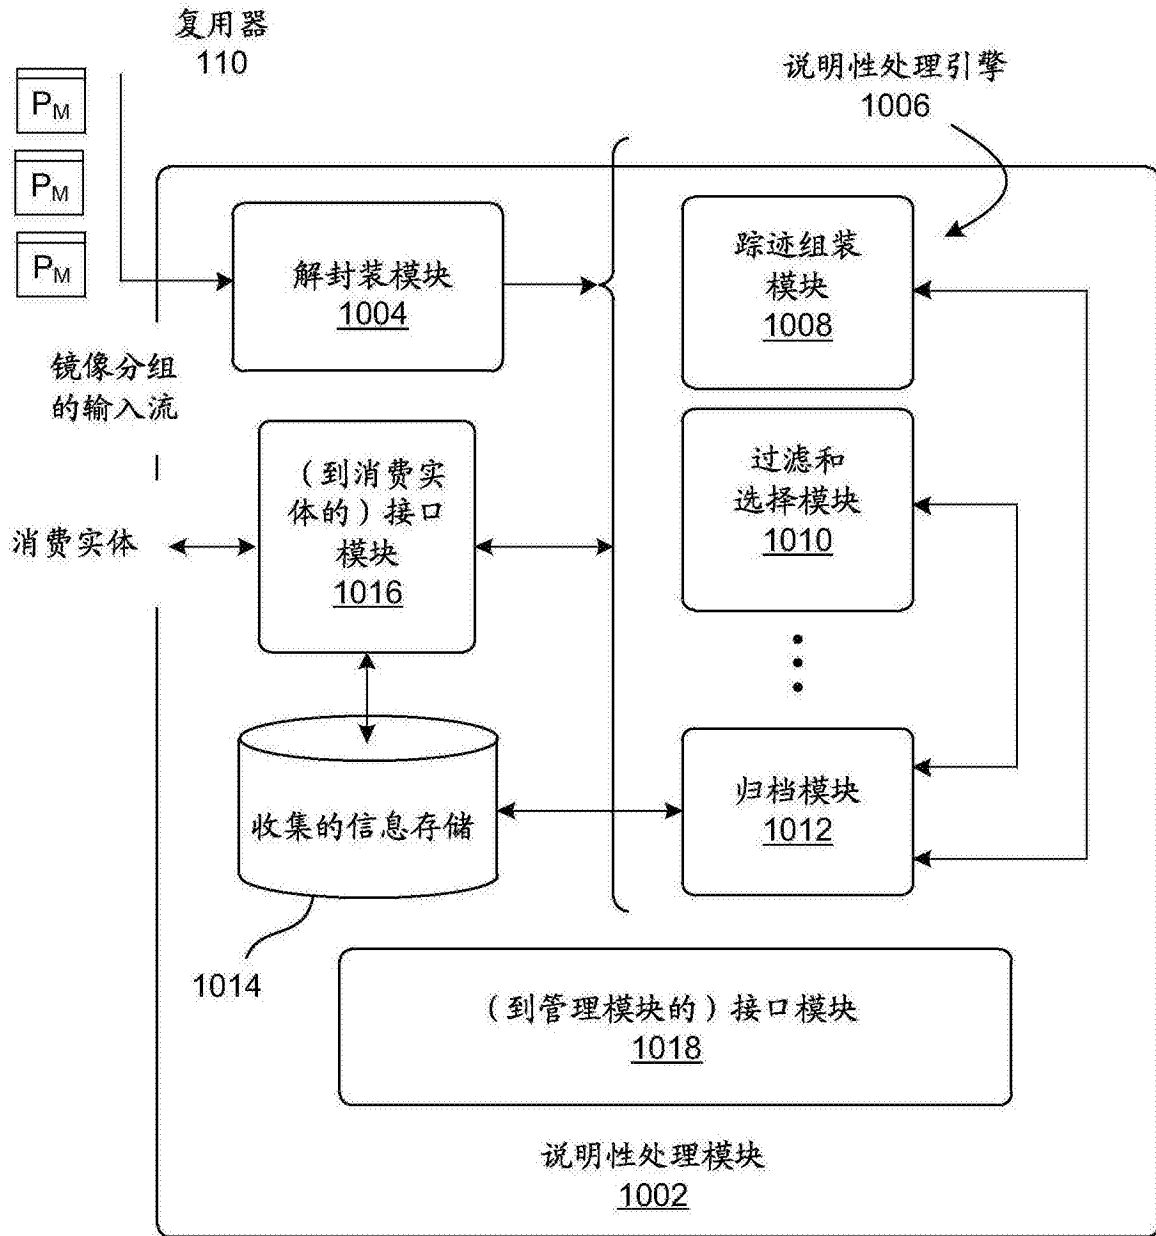 复用器
110
说明性处理引擎
1006
PM
PM
PM
镜像分组
的输入流
解封装模块
1004
踪迹组装
模块
1008
过滤和
选择模块
1010
消费实体
（到消费实
体的）接口
模块
1016
收集的信息存储
1014
归档模块
1012
（到管理模块的）接口模块
1018
说明性处理模块
1002